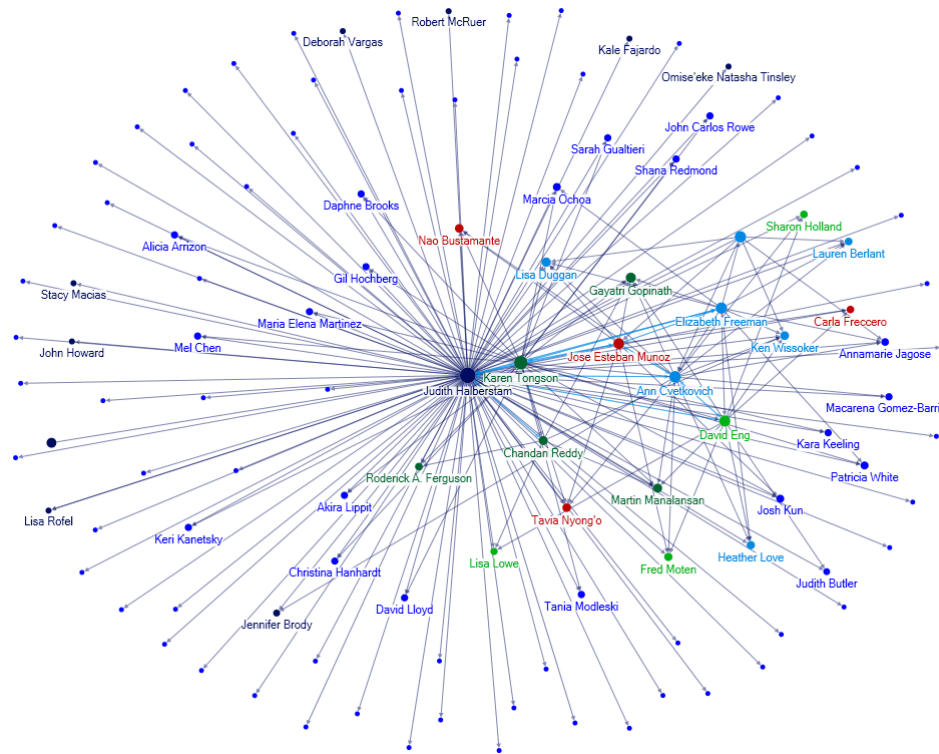 Robert McRuer
Deborah Vargas
Kale Fajardo
Omise'eke Natasha Tinsley
John Carlos Rowe
Sarah Gualtieri
Shana Redmond
Daphne Brooks
Marcia Ochoa
Sharon Holland
Alicia Arrizon
Nao Bustamante
Lauren Berlant
Gil Hochberg
Lisa Duggan
Gayatri Gopinath
Stacy Macias
Maria Elena Martinez
Elizabeth Freeman
Carla Freccero
John Howard
Mel Chen
Jose Esteban Munoz
Ken Wissoker
Annamarie Jagose
Karen Tongson
Judith Halberstam
Ann Cvetkovich
Macarena Gomez-Barri
David Eng
Kara Keeling
Chandan Reddy
Roderick A. Ferguson
Patricia White
Martin Manalansan
Akira Lippit
Josh Kun
Lisa Rofel
Tavia Nyong'o
Keri Kanetsky
Heather Love
Lisa Lowe
Fred Moten
Christina Hanhardt
Judith Butler
David Lloyd
Tania Modleski
Jennifer Brody